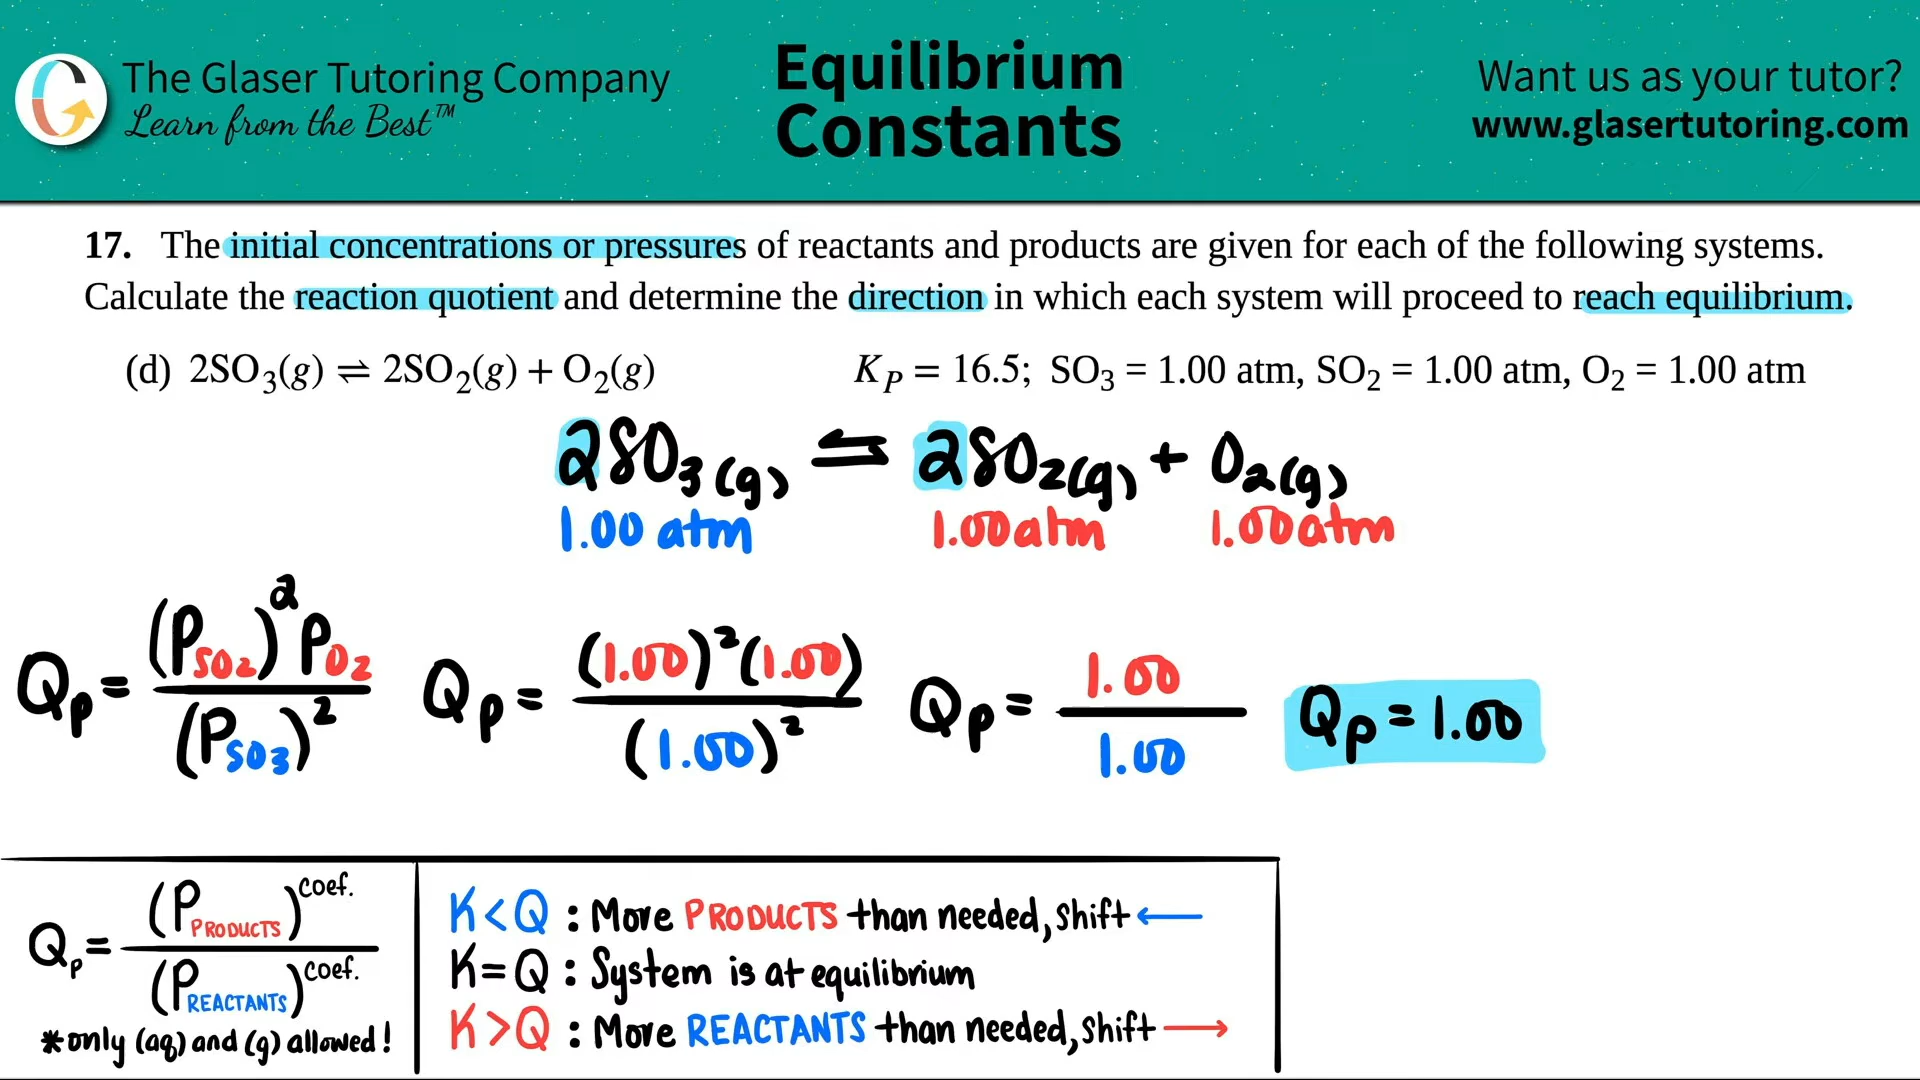 The Glaser Tutoring Company
Learn from the Best™
Equilibrium
Constants
Want us as your tutor?
www.glasertutoring.com
17. The initial concentrations or pressures of reactants and products are given for each of the following systems.
Calculate the reaction quotient and determine the direction in which each system will proceed to reach equilibrium.
(d) 2SO₃(g) ⇌ 2SO₂(g) + O₂(g) K_P = 16.5; SO₃ = 1.00 atm, SO₂ = 1.00 atm, O₂ = 1.00 atm
2SO₃(g) ⇌ 2SO₂(g) + O₂(g)
1.00 atm 1.00 atm 1.00 atm
Qp = (P_SO₂)² P_O₂ / (P_SO₃)² Qp = (1.00)²(1.00) / (1.00)² Qp = 1.00 / 1.00 Qp = 1.00
Qp = (P_PRODUCTS)^coef. / (P_REACTANTS)^coef.
*only (aq) and (g) allowed!
K<Q : More PRODUCTS than needed, shift ←
K=Q : System is at equilibrium
K>Q : More REACTANTS than needed, shift →